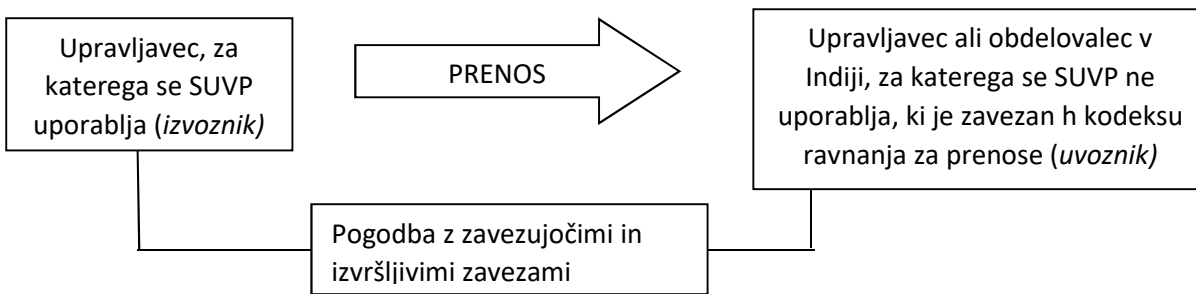 Upravljavec, za
katerega se SUVP
uporablja (izvoznik)
PRENOS
Upravljavec ali obdelovalec v
Indiji, za katerega se SUVP ne
uporablja, ki je zavezan h kodeksu
ravnanja za prenose (uvoznik)
Pogodba z zavezujočimi in
izvršljivimi zavezami